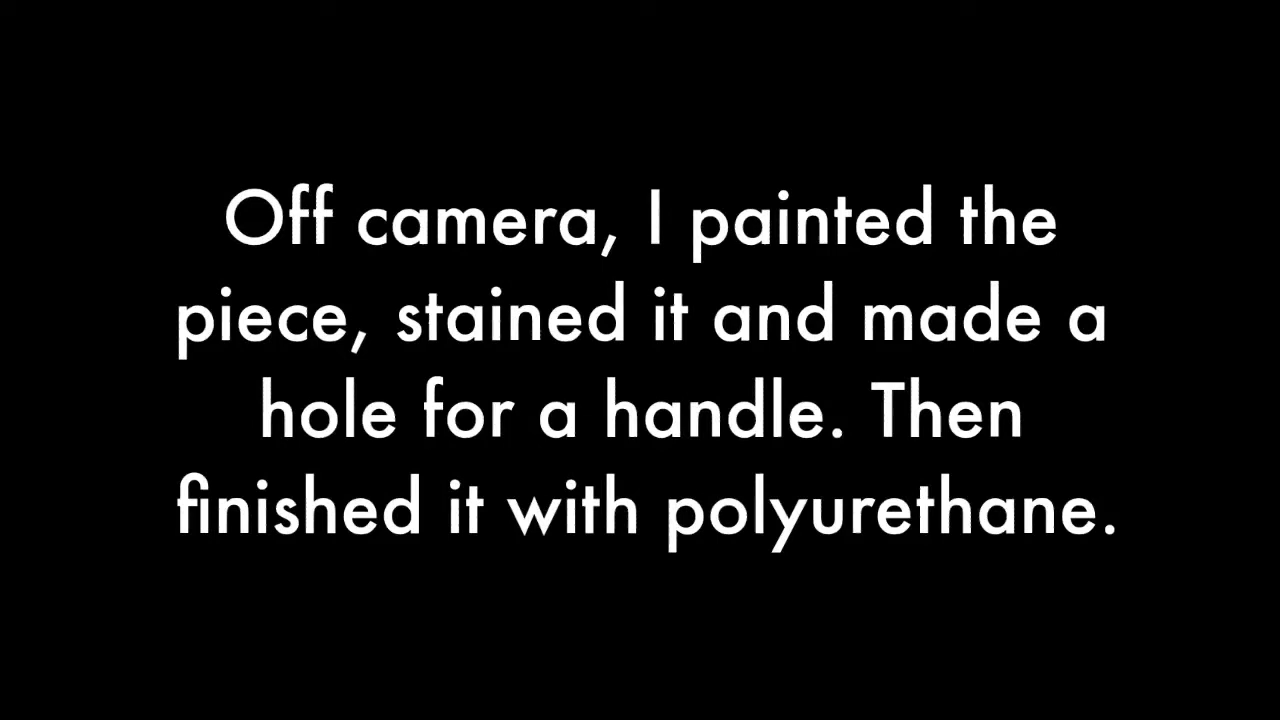 Off camera, I painted the
piece, stained it and made a
hole for a handle. Then
finished it with polyurethane.